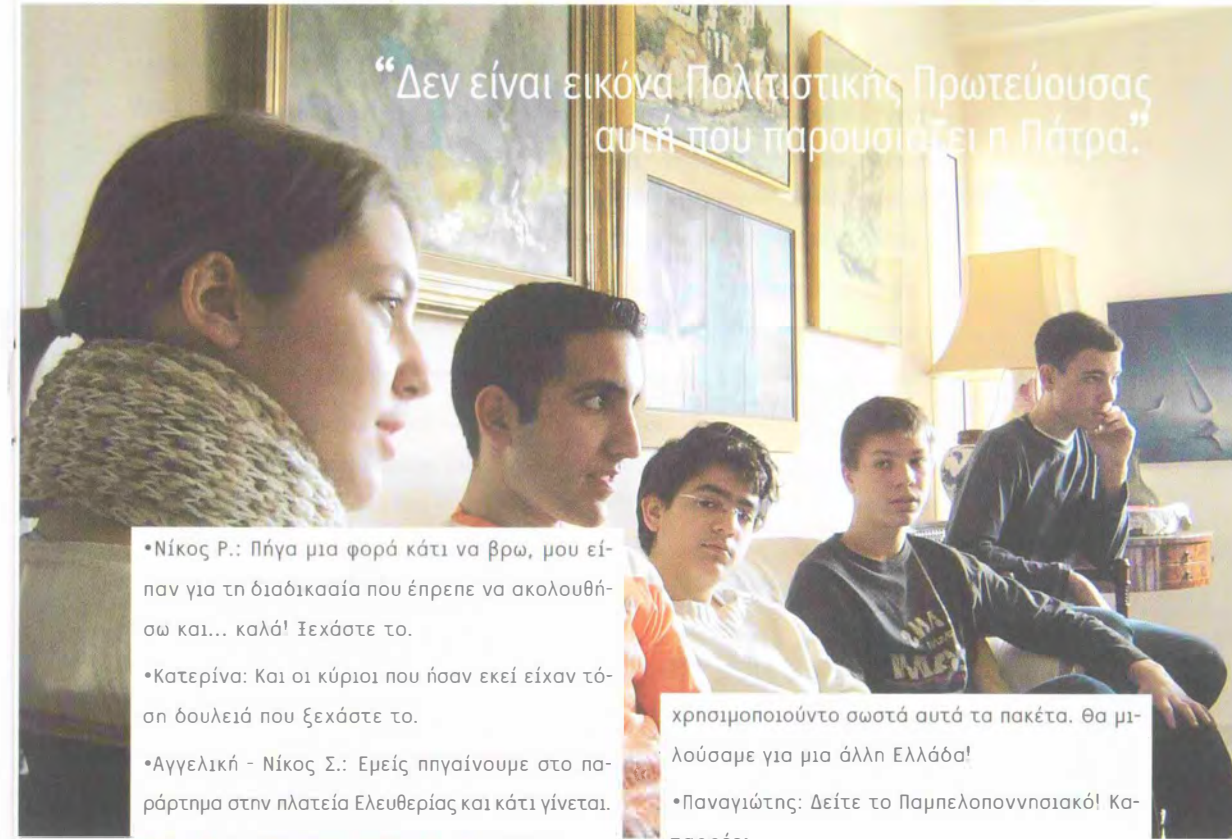 “Δεν είναι εικόνα Πολιτιστικής Πρωτεύουσας
αυτή που παρουσιάζει η Πάτρα.”
•Νίκος Ρ.: Πήγα μια φορά κάτι να βρω, μου εί-
παν για τη διαδικασία που έπρεπε να ακολουθή-
σω και... καλά! Ξεχάστε το.
•Κατερίνα: Και οι κύριοι που ήσαν εκεί είχαν τό-
ση δουλειά που ξεχάστε το.
•Αγγελική - Νίκος Σ.: Εμείς πηγαίνουμε στο πα-
ράρτημα στην πλατεία Ελευθερίας και κάτι γίνεται.
χρησιμοποιούντο σωστά αυτά τα πακέτα. Θα μι-
λούσαμε για μια άλλη Ελλάδα!
•Παναγιώτης: Δείτε το Παμπελοποννησιακό! Κα-